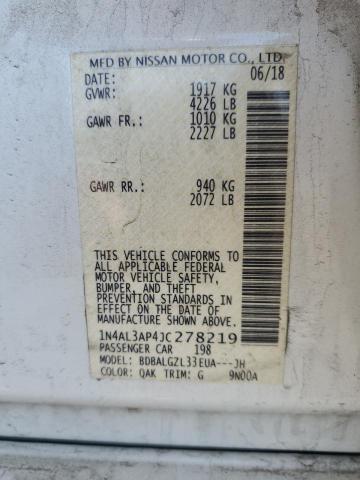 MFD BY NISSAN MOTOR CO., LTD.
DATE: 06/18
GVWR: 1917 KG
4226 LB
GAWR FR.: 1010 KG
2227 LB
GAWR RR.: 940 KG
2072 LB
THIS VEHICLE CONFORMS TO
ALL APPLICABLE FEDERAL
MOTOR VEHICLE SAFETY,
BUMPER, AND THEFT
PREVENTION STANDARDS
IN EFFECT ON THE DATE OF
MANUFACTURE SHOWN ABOVE.
1N4AL3AP4JC278219
PASSENGER CAR 198
MODEL: BDBALGZL33EUA---JH
COLOR: QAK TRIM: G 9N00A